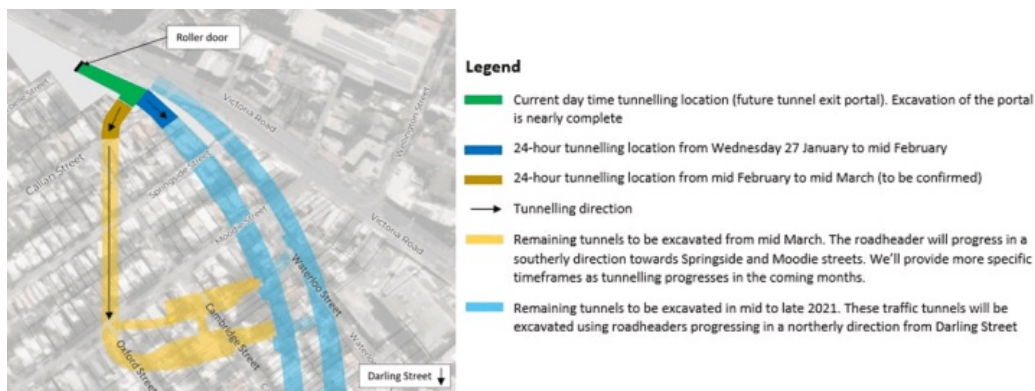 Roller door
Victoria Road
Wellington Street
Callan Street
Springside Street
Moodie Street
Victoria Road
Waterloo Street
Cambridge Street
Oxford Street
Darling Street
Legend
Current day time tunnelling location (future tunnel exit portal). Excavation of the portal
is nearly complete
24-hour tunnelling location from Wednesday 27 January to mid February
24-hour tunnelling location from mid February to mid March (to be confirmed)
Tunnelling direction
Remaining tunnels to be excavated from mid March. The roadheader will progress in a
southerly direction towards Springside and Moodie streets. We'll provide more specific
timeframes as tunnelling progresses in the coming months.
Remaining tunnels to be excavated in mid to late 2021. These traffic tunnels will be
excavated using roadheaders progressing in a northerly direction from Darling Street